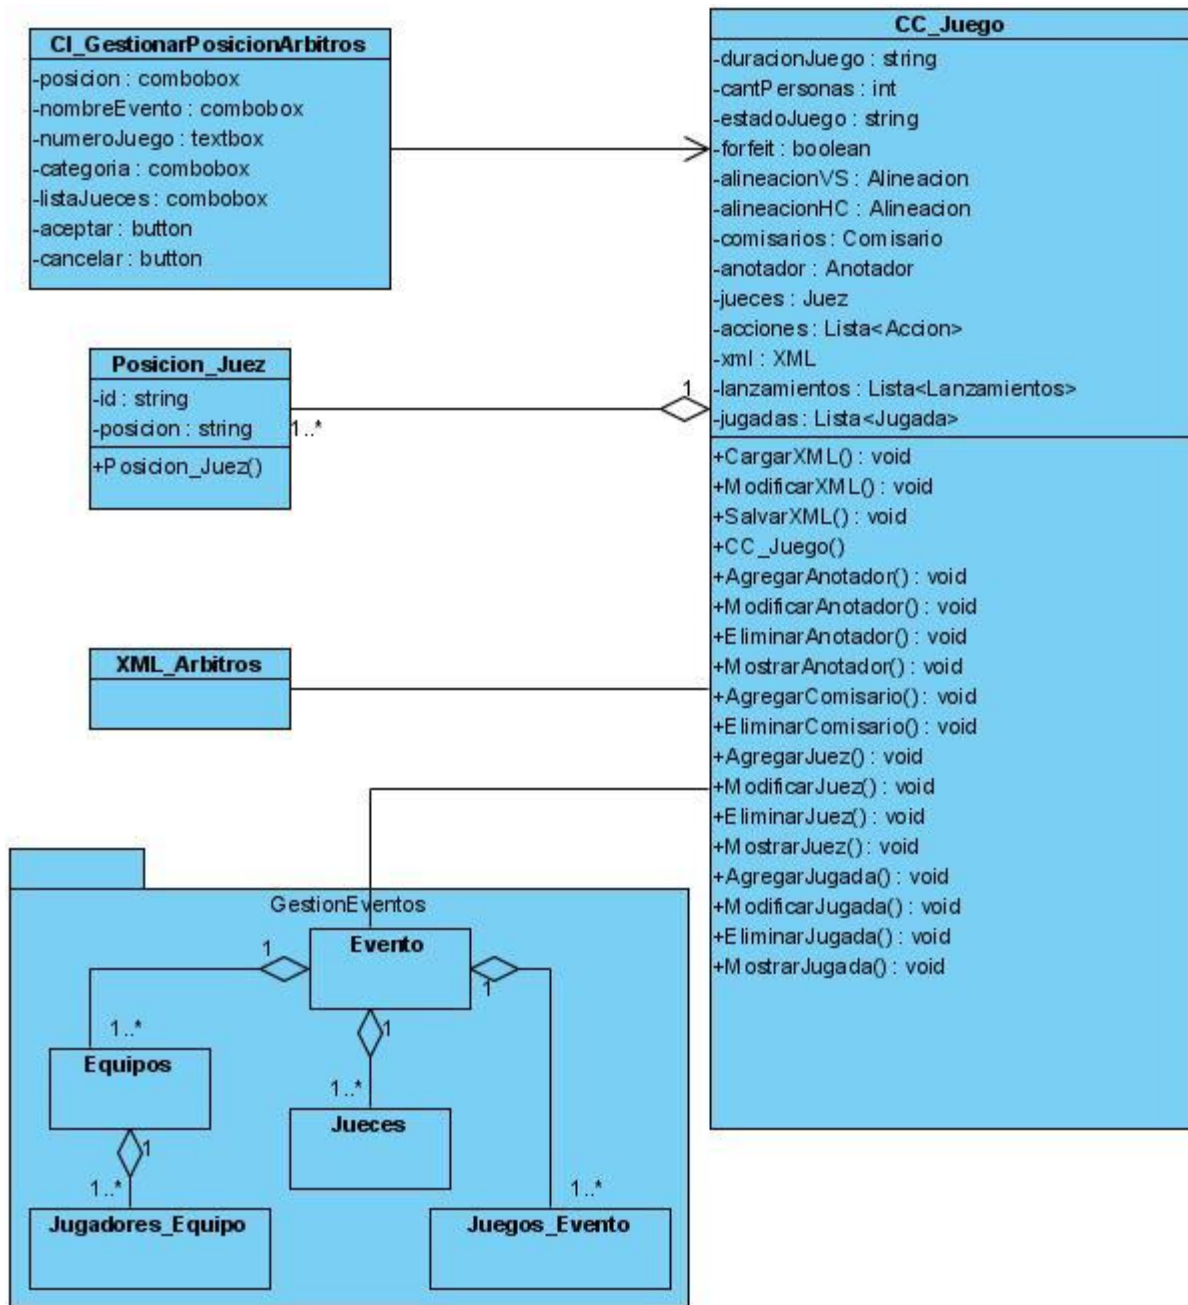 CI_GestionarPosicionArbitros
-posicion : combobox
-nombreEvento : combobox
-numeroJuego : textbox
-categoria : combobox
-listaJueces : combobox
-aceptar : button
-cancelar : button
CC_Juego
-duracionJuego : string
-cantPersonas : int
-estadoJuego : string
-forfeit : boolean
-alineacionVS : Alineacion
-alineacionHC : Alineacion
-comisarios : Comisario
-anotador : Anotador
-jueces : Juez
-acciones : Lista<Accion>
-xml : XML
-lanzamientos : Lista<Lanzamientos>
-jugadas : Lista<Jugada>
+CargarXML() : void
+ModificarXML() : void
+SalvarXML() : void
+CC_Juego()
+AgregarAnotador() : void
+ModificarAnotador() : void
+EliminarAnotador() : void
+MostrarAnotador() : void
+AgregarComisario() : void
+EliminarComisario() : void
+AgregarJuez() : void
+ModificarJuez() : void
+EliminarJuez() : void
+MostrarJuez() : void
+AgregarJugada() : void
+ModificarJugada() : void
+EliminarJugada() : void
+MostrarJugada() : void
Posicion_Juez
-id : string
-posicion : string
+Posicion_Juez()
1..*
1
XML_Arbitros
GestionEventos
Evento
1
1
1
1..*
Equipos
1..*
Jueces
1
1..*
Jugadores_Equipo
1..*
Juegos_Evento